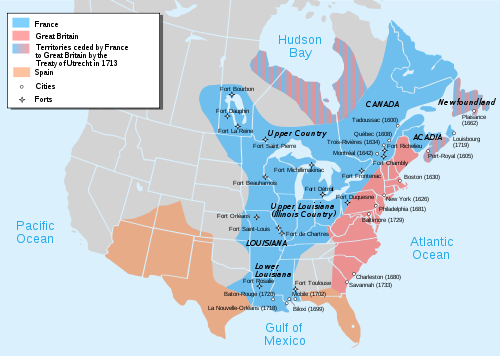 France
Great Britain
Territories ceded by France
to Great Britain by the
Treaty of Utrecht in 1713
Spain
Cities
Forts
Hudson
Bay
Newfoundland
Plaisance
(1662)
CANADA
Tadoussac (1600)
Québec (1608)
Trois-Rivières (1634)
Montréal (1642)
Fort Richelieu
ACADIA
Louisbourg
(1719)
Port-Royal (1605)
Fort Chambly
Fort Frontenac
Fort Bourbon
Fort Dauphin
Fort La Reine
Upper Country
Fort Saint Pierre
Fort Michilimakinac
Fort Beauharnois
Fort Détroit
Boston (1630)
Fort Duquesne
New York (1626)
Philadelphia (1681)
Baltimore (1729)
Upper Louisiana
(Illinois Country)
Fort Orléans
Fort Saint-Louis
Fort de Chartres
LOUISIANA
Lower
Louisiana
Fort Rosalie
Fort Toulouse
Baton-Rouge (1720)
Mobile (1702)
La Nouvelle-Orléans (1718)
Biloxi (1699)
Charleston (1680)
Savannah (1733)
Pacific
Ocean
Atlantic
Ocean
Gulf of
Mexico